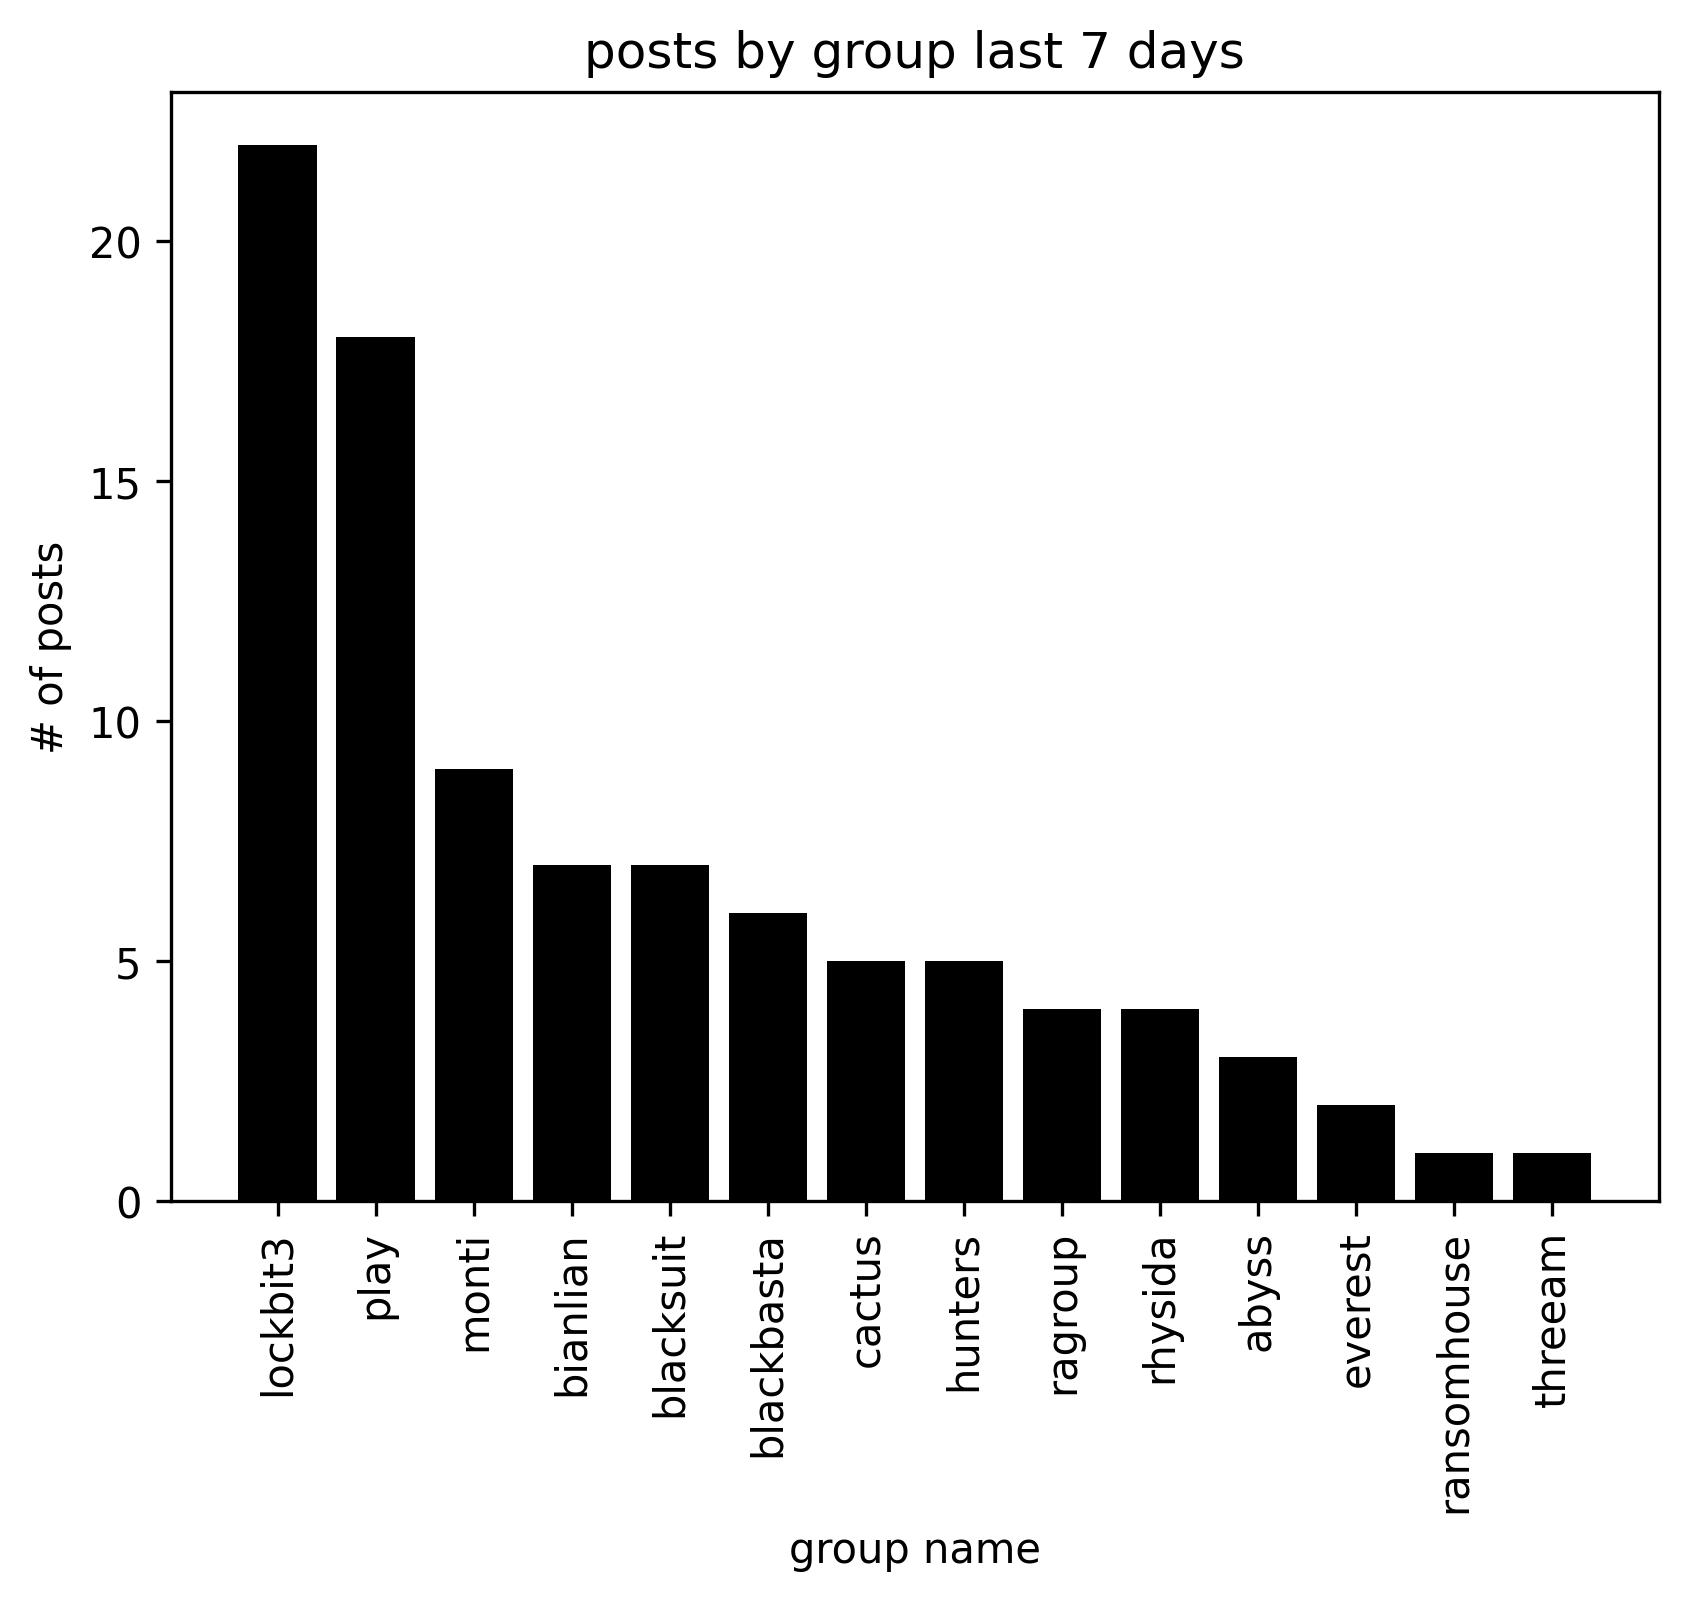 posts by group last 7 days
# of posts
20
15
10
5
0
lockbit3
play
monti
bianlian
blacksuit
blackbasta
cactus
hunters
ragroup
rhysida
abyss
everest
ransomhouse
threeam
group name